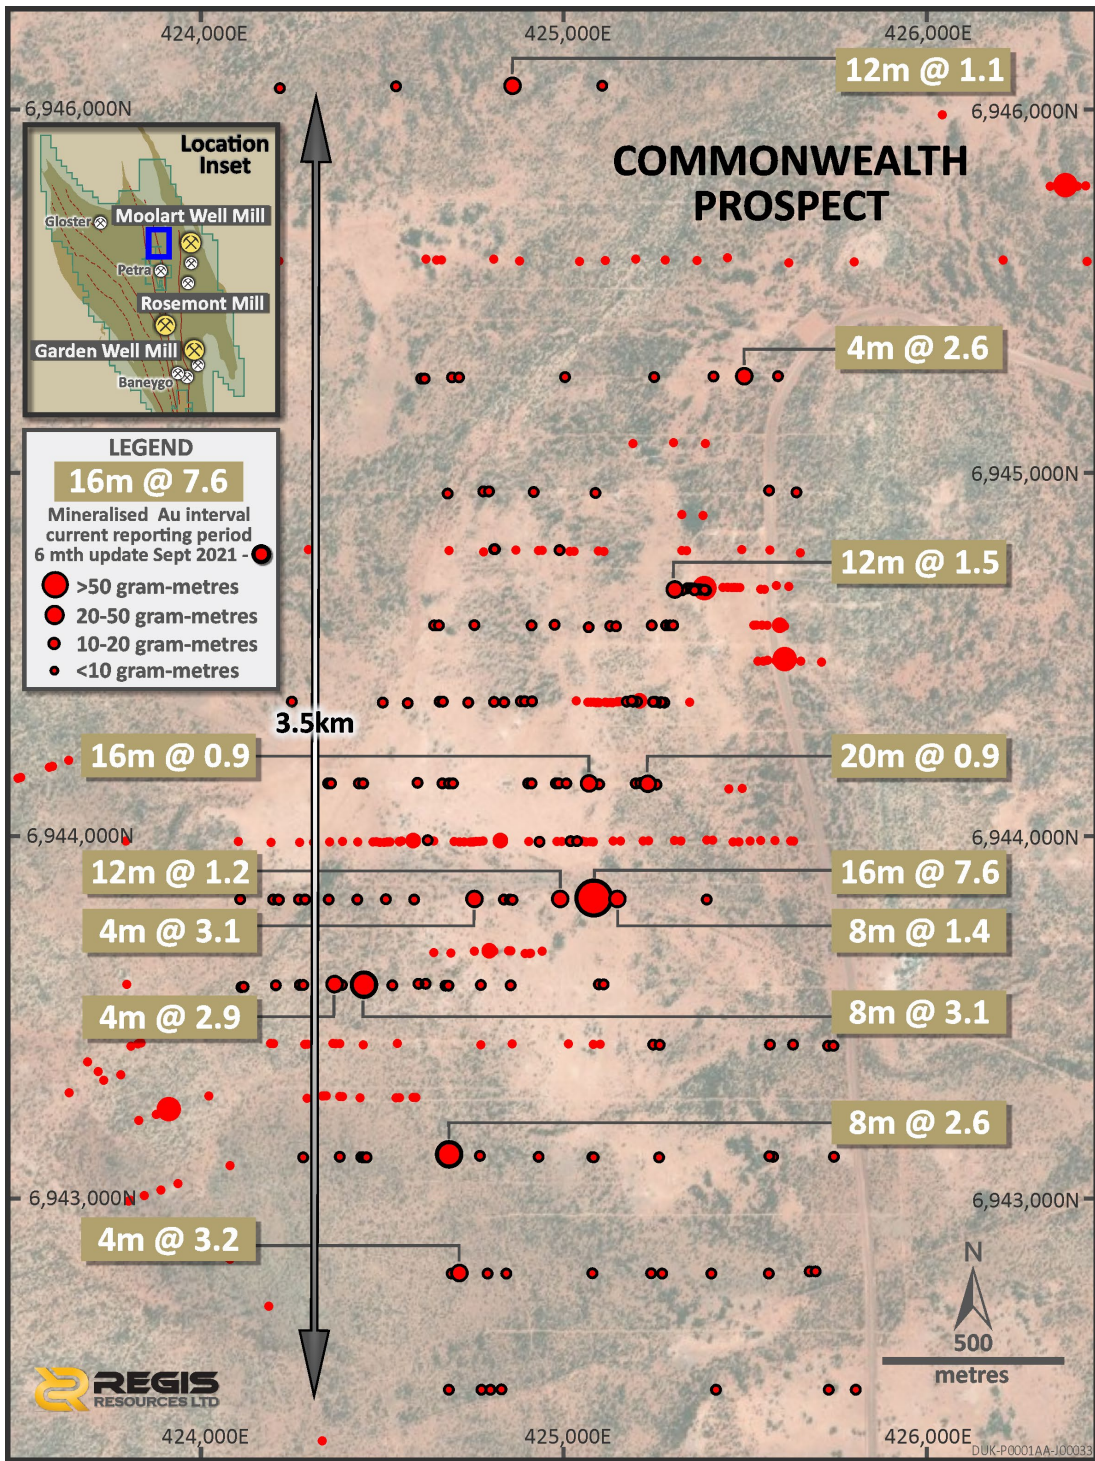 424,000E
425,000E
426,000E
12m @ 1.1
6,946,000N
6,946,000N
COMMONWEALTH
PROSPECT
Location
Inset
Gloster
Moolart Well Mill
Petra
Rosemont Mill
Garden Well Mill
Baneygo
4m @ 2.6
LEGEND
16m @ 7.6
Mineralised Au interval
current reporting period
6 mth update Sept 2021 -
>50 gram-metres
20-50 gram-metres
10-20 gram-metres
<10 gram-metres
6,945,000N
12m @ 1.5
3.5km
16m @ 0.9
20m @ 0.9
6,944,000N
6,944,000N
12m @ 1.2
16m @ 7.6
4m @ 3.1
8m @ 1.4
4m @ 2.9
8m @ 3.1
8m @ 2.6
6,943,000N
6,943,000N
4m @ 3.2
N
500
metres
REGIS
RESOURCES LTD
424,000E
425,000E
426,000E
DUK-P0001AA-J00033